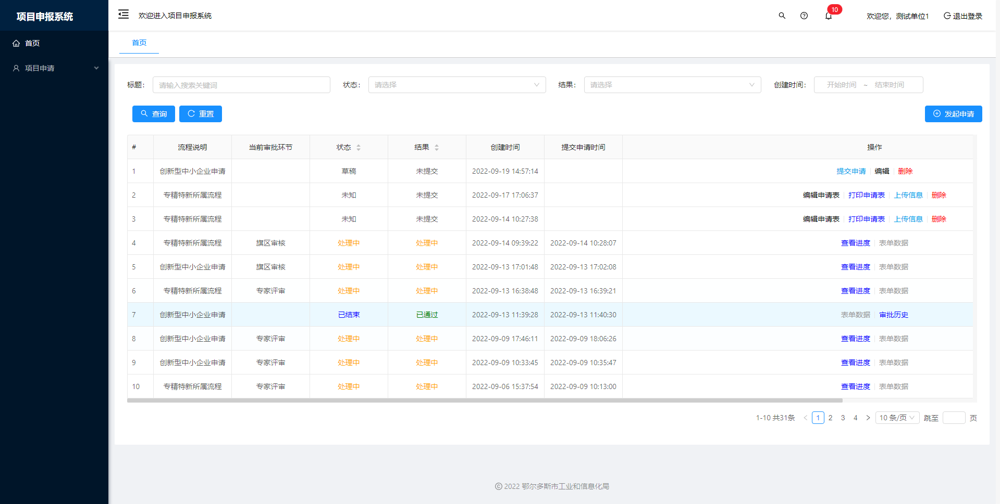 项目申报系统
欢迎进入项目申报系统
10
欢迎您，测试单位1
退出登录
首页
项目申请
首页
标题：
请输入搜索关键词
状态：
请选择
结果：
请选择
创建时间：
开始时间 ~ 结束时间
查询
重置
发起申请
# 流程说明 当前审批环节 状态 结果 创建时间 提交申请时间 操作
1 创新型中小企业申请 草稿 未提交 2022-09-19 14:57:14 提交申请 编辑 删除
2 专精特新所属流程 未知 未提交 2022-09-17 17:06:37 编辑申请表 打印申请表 上传信息 删除
3 专精特新所属流程 未知 未提交 2022-09-14 10:27:38 编辑申请表 打印申请表 上传信息 删除
4 专精特新所属流程 旗区审核 处理中 处理中 2022-09-14 09:39:22 2022-09-14 10:28:07 查看进度 表单数据
5 创新型中小企业申请 旗区审核 处理中 处理中 2022-09-13 17:01:48 2022-09-13 17:02:08 查看进度 表单数据
6 专精特新所属流程 专家评审 处理中 处理中 2022-09-13 16:38:48 2022-09-13 16:39:21 查看进度 表单数据
7 创新型中小企业申请 已结束 已通过 2022-09-13 11:39:28 2022-09-13 11:40:30 表单数据 审批历史
8 创新型中小企业申请 专家评审 处理中 处理中 2022-09-09 17:46:11 2022-09-09 18:06:26 查看进度 表单数据
9 创新型中小企业申请 专家评审 处理中 处理中 2022-09-09 10:33:45 2022-09-09 10:35:47 查看进度 表单数据
10 专精特新所属流程 专家评审 处理中 处理中 2022-09-06 15:37:54 2022-09-09 10:13:00 查看进度 表单数据
1-10 共31条 < 1 2 3 4 > 10 条/页 跳至 页
© 2022 鄂尔多斯市工业和信息化局